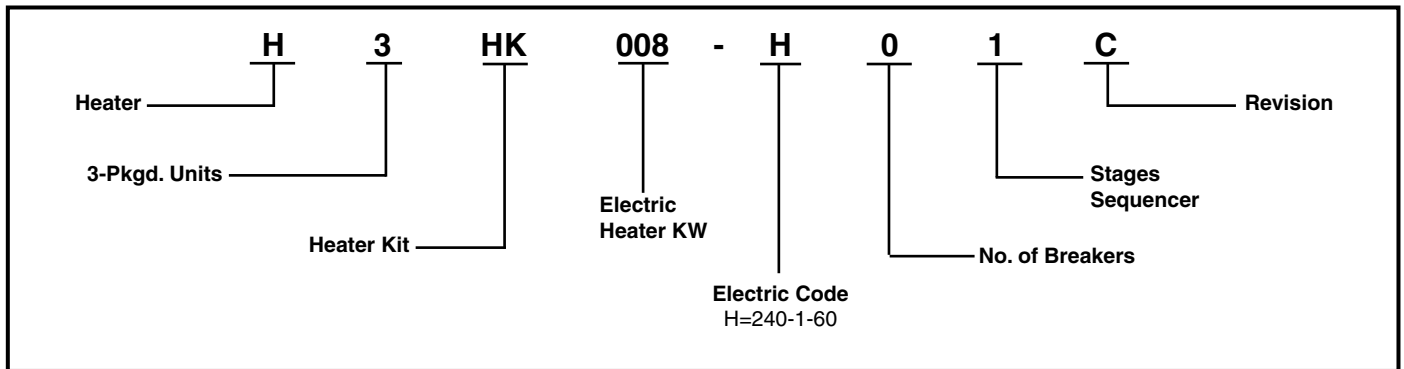 H 3 HK 008 - H 0 1 C
Heater
Revision
3-Pkgd. Units
Stages
Sequencer
Electric
Heater KW
Heater Kit
No. of Breakers
Electric Code
H=240-1-60